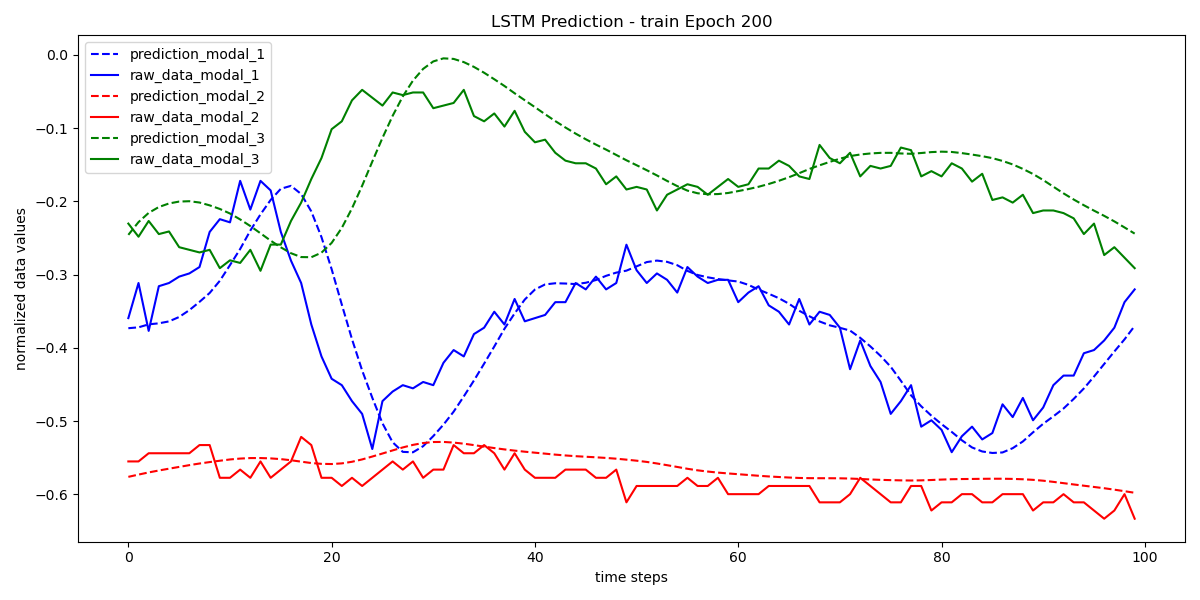 LSTM Prediction - train Epoch 200
prediction_modal_1
raw_data_modal_1
prediction_modal_2
raw_data_modal_2
prediction_modal_3
raw_data_modal_3
normalized data values
0.0
−0.1
−0.2
−0.3
−0.4
−0.5
−0.6
0 20 40 60 80 100
time steps